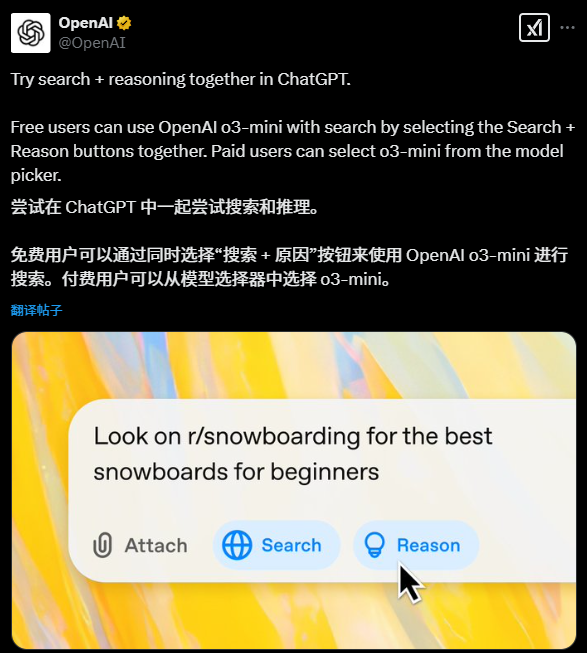 OpenAI
@OpenAI
Try search + reasoning together in ChatGPT.
Free users can use OpenAI o3-mini with search by selecting the Search +
Reason buttons together. Paid users can select o3-mini from the model
picker.
尝试在 ChatGPT 中一起尝试搜索和推理。
免费用户可以通过同时选择“搜索 + 原因”按钮来使用 OpenAI o3-mini 进行
搜索。付费用户可以从模型选择器中选择 o3-mini。
翻译帖子
Look on r/snowboarding for the best
snowboards for beginners
Attach Search Reason